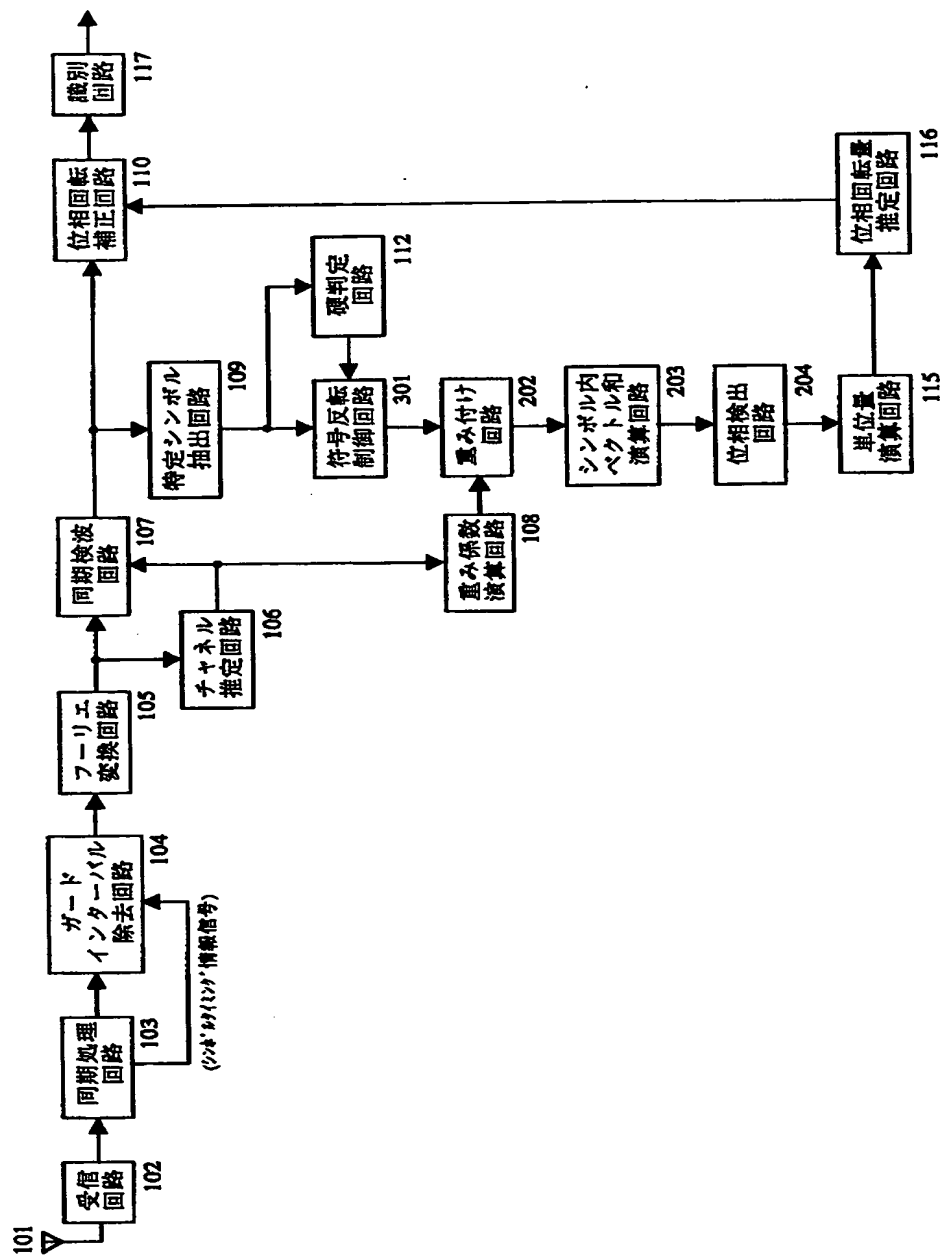 101
受信
回路
102
同期処理
回路
103
(シンボルタイミング情報信号)
ガード
インターバル
除去回路
104
フーリエ
変換回路
105
チャネル
推定回路
106
同期検波
回路
107
重み係数
演算回路
108
特定シンボル
抽出回路
109
硬判定
回路
112
符号反転
制御回路
301
重み付け
回路
202
シンボル内
ベクトル和
演算回路
203
位相検出
回路
204
単位量
演算回路
115
位相回転量
推定回路
116
位相回転
補正回路
110
識別
回路
117